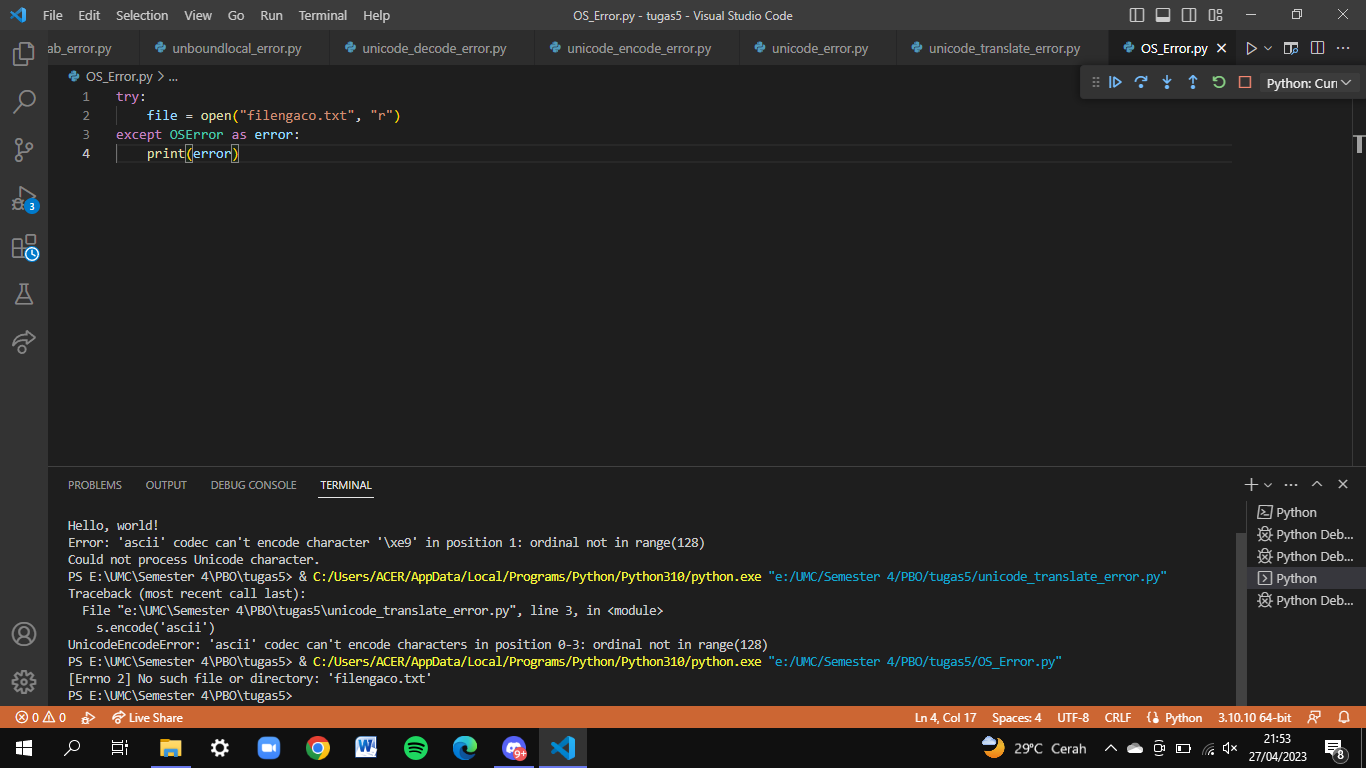 File Edit Selection View Go Run Terminal Help OS_Error.py - tugas5 - Visual Studio Code
ab_error.py unboundlocal_error.py unicode_decode_error.py unicode_encode_error.py unicode_error.py unicode_translate_error.py OS_Error.py
OS_Error.py > ...
Python: Cur
1 try:
2 file = open("filengaco.txt", "r")
3 except OSError as error:
4 print(error)
3
PROBLEMS OUTPUT DEBUG CONSOLE TERMINAL
Hello, world!
Error: 'ascii' codec can't encode character '\xe9' in position 1: ordinal not in range(128)
Could not process Unicode character.
PS E:\UMC\Semester 4\PBO\tugas5> & C:/Users/ACER/AppData/Local/Programs/Python/Python310/python.exe "e:/UMC/Semester 4/PBO/tugas5/unicode_translate_error.py"
Traceback (most recent call last):
File "e:\UMC\Semester 4\PBO\tugas5\unicode_translate_error.py", line 3, in <module>
s.encode('ascii')
UnicodeEncodeError: 'ascii' codec can't encode characters in position 0-3: ordinal not in range(128)
PS E:\UMC\Semester 4\PBO\tugas5> & C:/Users/ACER/AppData/Local/Programs/Python/Python310/python.exe "e:/UMC/Semester 4/PBO/tugas5/OS_Error.py"
[Errno 2] No such file or directory: 'filengaco.txt'
PS E:\UMC\Semester 4\PBO\tugas5>
Python
Python Deb...
Python Deb...
Python
Python Deb...
0 0 Live Share Ln 4, Col 17 Spaces: 4 UTF-8 CRLF Python 3.10.10 64-bit
W 9+ 29°C Cerah 21:53
27/04/2023 8